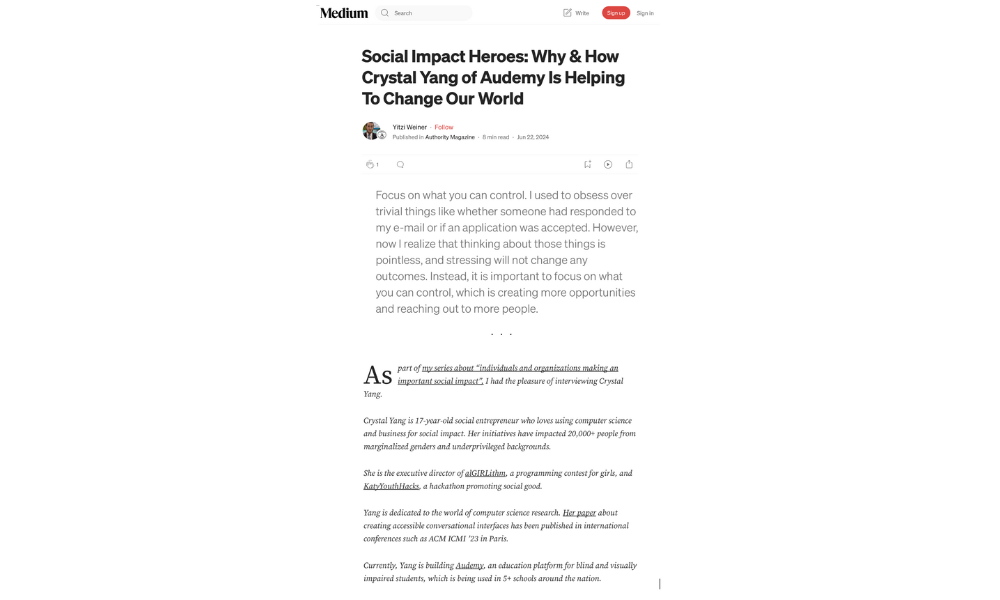 Medium
Search
Write
Sign up
Sign in
Social Impact Heroes: Why & How
Crystal Yang of Audemy Is Helping
To Change Our World
Yitzi Weiner · Follow
Published in Authority Magazine · 8 min read · Jun 22, 2024
1
Focus on what you can control. I used to obsess over
trivial things like whether someone had responded to
my e-mail or if an application was accepted. However,
now I realize that thinking about those things is
pointless, and stressing will not change any
outcomes. Instead, it is important to focus on what
you can control, which is creating more opportunities
and reaching out to more people.
. . .
As part of my series about “individuals and organizations making an
important social impact”, I had the pleasure of interviewing Crystal
Yang.
Crystal Yang is 17-year-old social entrepreneur who loves using computer science
and business for social impact. Her initiatives have impacted 20,000+ people from
marginalized genders and underprivileged backgrounds.
She is the executive director of alGIRLithm, a programming contest for girls, and
KatyYouthHacks, a hackathon promoting social good.
Yang is dedicated to the world of computer science research. Her paper about
creating accessible conversational interfaces has been published in international
conferences such as ACM ICMI ’23 in Paris.
Currently, Yang is building Audemy, an education platform for blind and visually
impaired students, which is being used in 5+ schools around the nation.